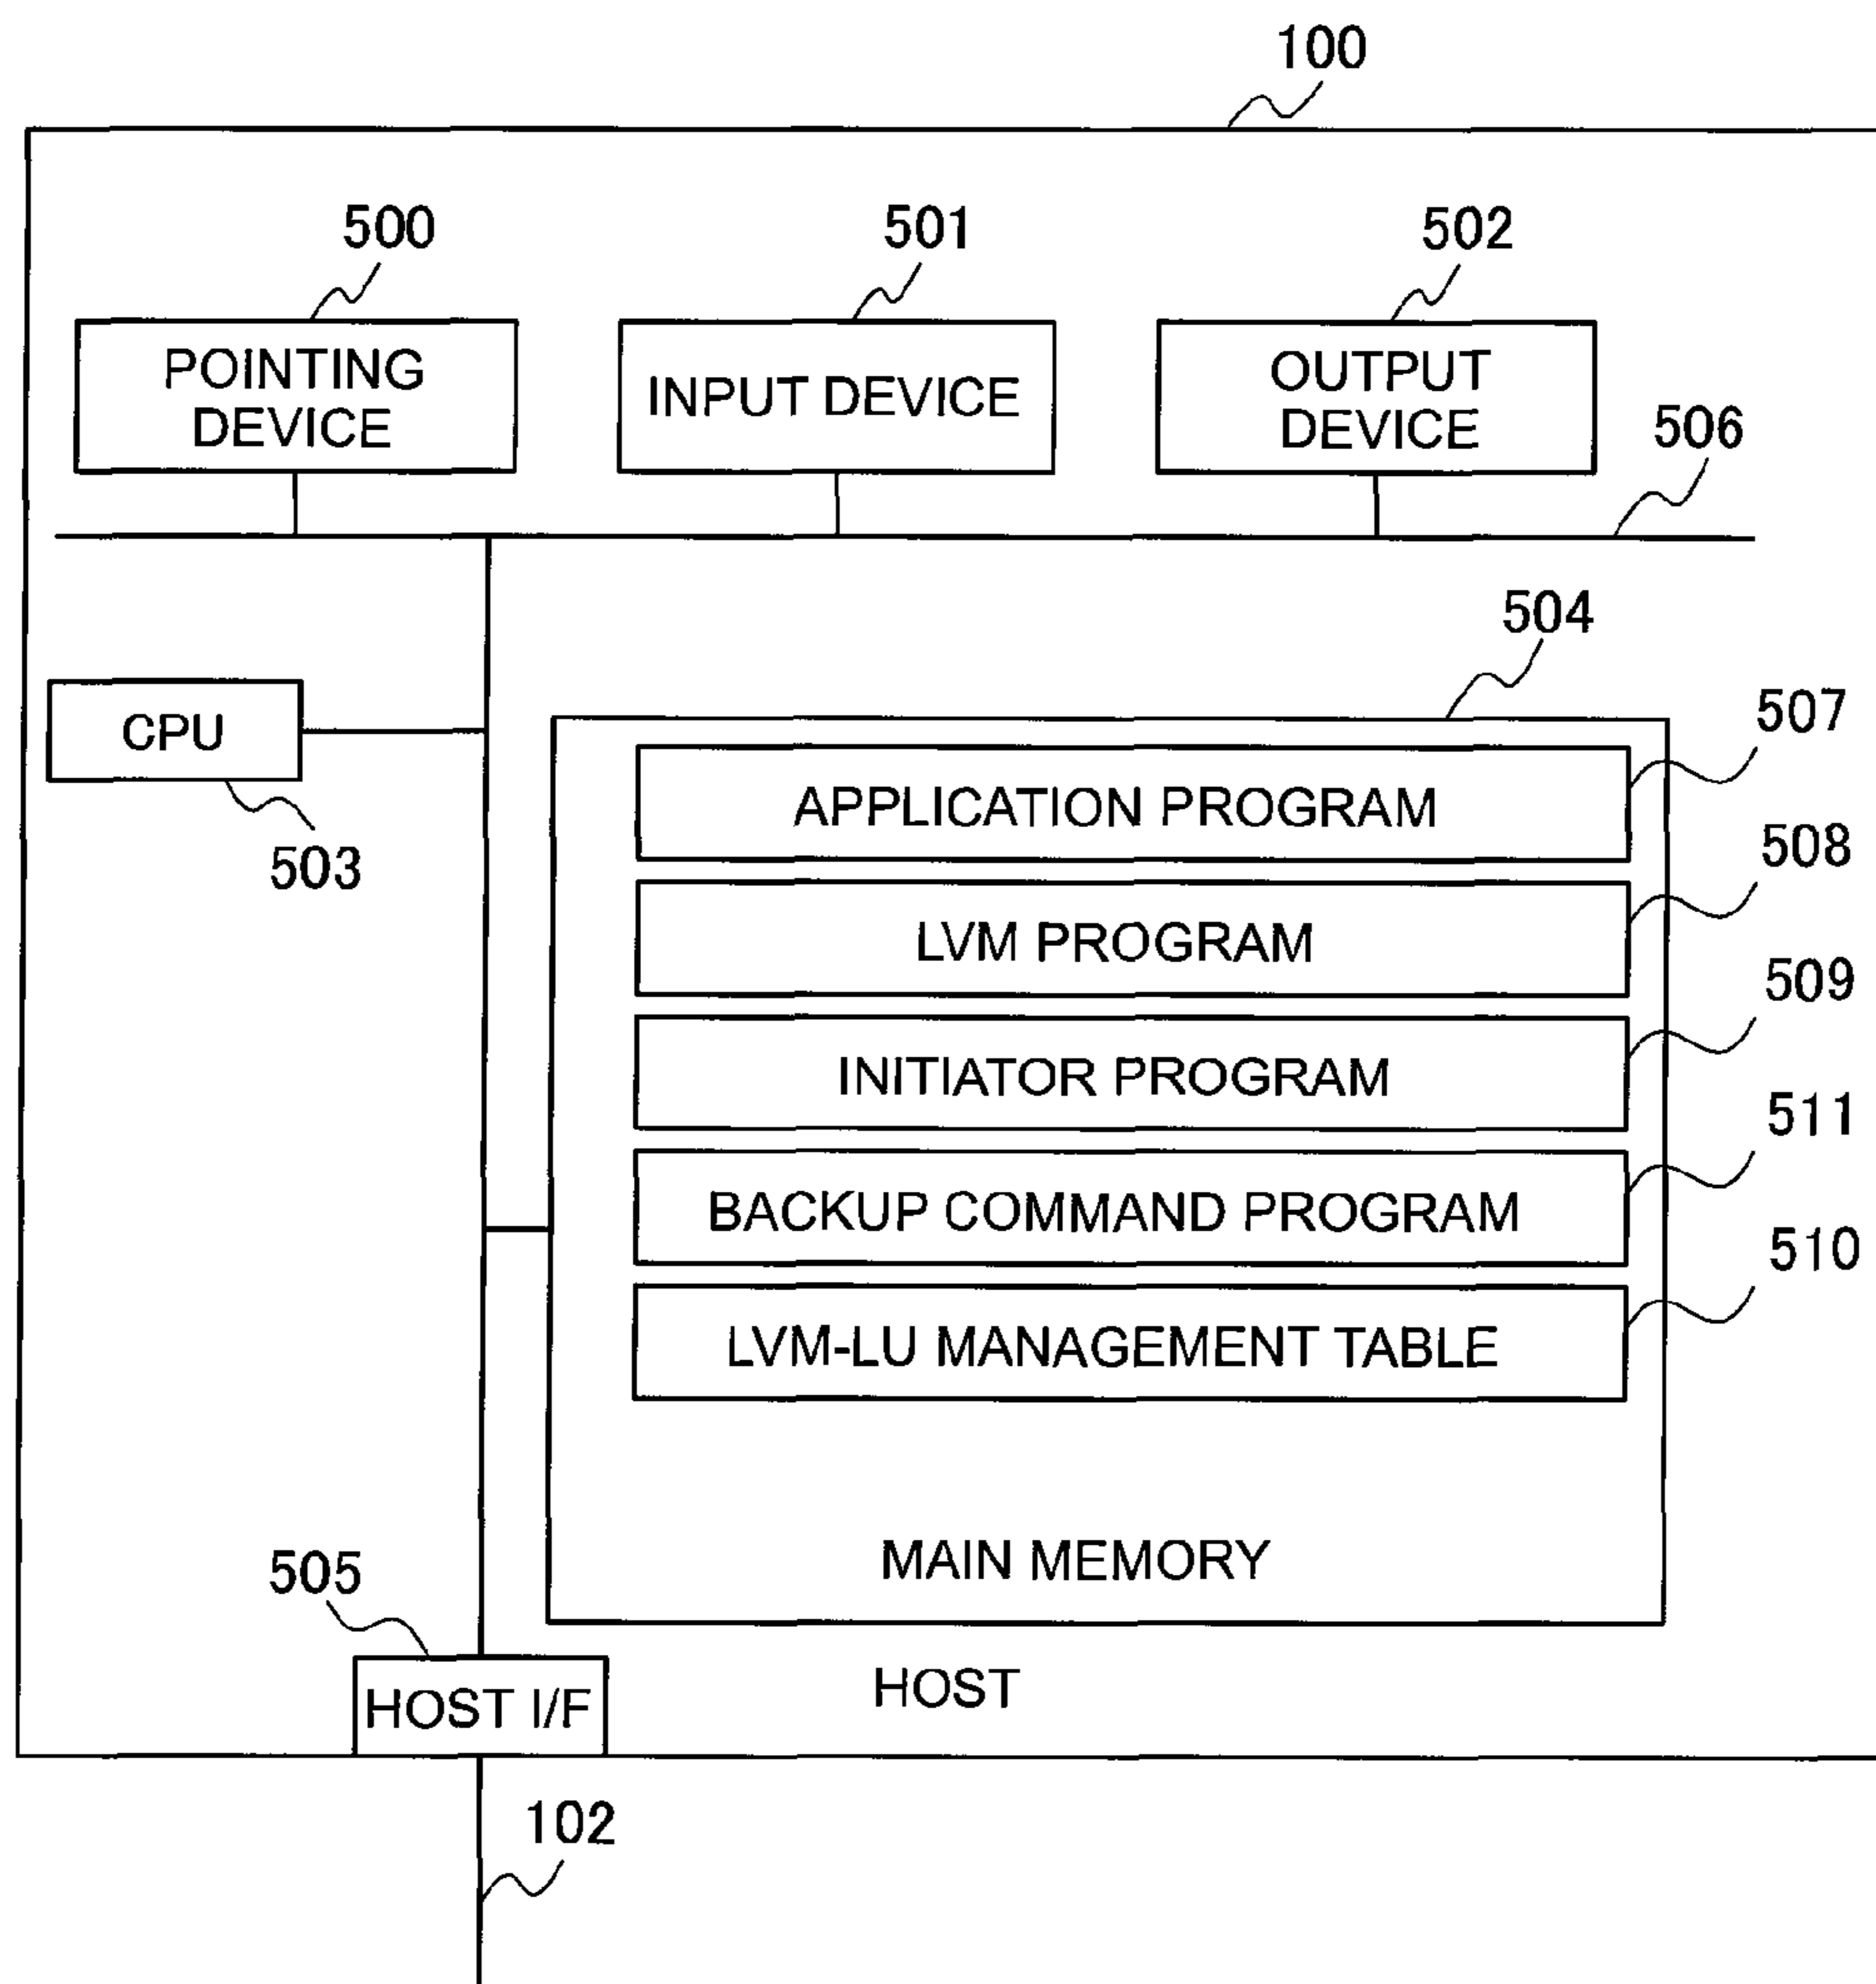 100
500
501
502
POINTING
DEVICE
INPUT DEVICE
OUTPUT
DEVICE
506
504
507
CPU
APPLICATION PROGRAM
503
508
LVM PROGRAM
509
INITIATOR PROGRAM
511
BACKUP COMMAND PROGRAM
510
LVM-LU MANAGEMENT TABLE
MAIN MEMORY
505
HOST I/F
HOST
102